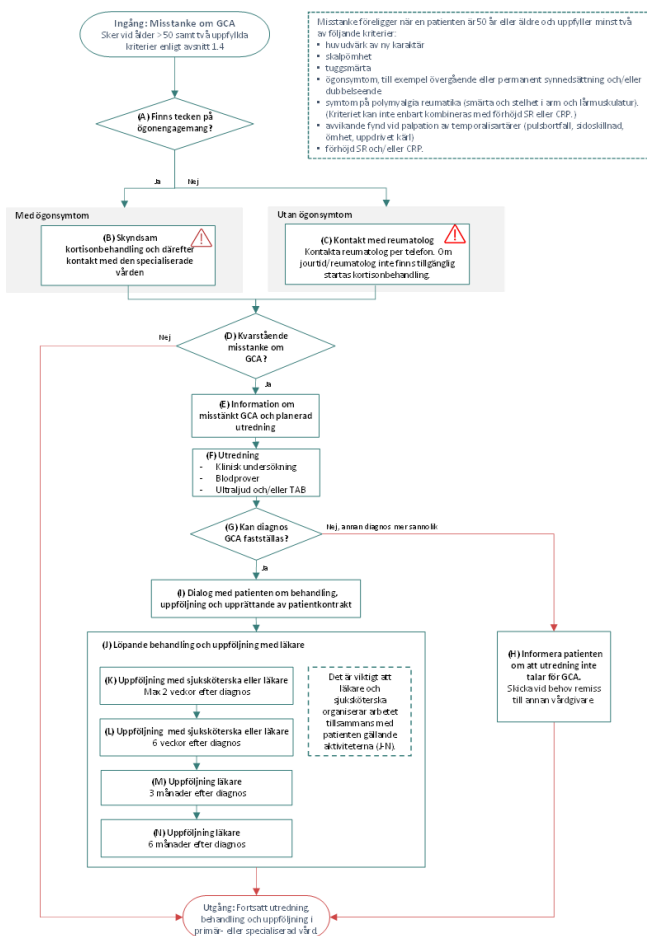 Ingång: Misstanke om GCA
Sker vid ålder >50 samt två uppfyllda
kriterier enligt avsnitt 1.4
Misstanke föreligger när en patienten är 50 år eller äldre och uppfyller minst två
av följande kriterier:
▪ huvudvärk av ny karaktär
▪ skalpömhet
▪ tuggsmärta
▪ ögonsymtom, till exempel övergående eller permanent synnedsättning och/eller
dubbelseende
▪ symtom på polymyalgia reumatika (smärta och stelhet i arm och lårmuskulatur).
(Kriteriet kan inte enbart kombineras med förhöjd SR eller CRP.)
▪ avvikande fynd vid palpation av temporalisartärer (pulsbortfall, sidoskillnad,
ömhet, uppdrivet kärl)
▪ förhöjd SR och/eller CRP.
(A) Finns tecken på
ögonengagemang?
Ja
Nej
Med ögonsymtom
(B) Skyndsam
kortisonbehandling och därefter
kontakt med den specialiserade
vården
Utan ögonsymtom
(C) Kontakt med reumatolog
Kontakta reumatolog per telefon. Om
jourtid/reumatolog inte finns tillgänglig
startas kortisonbehandling.
Nej
(D) Kvarstående
misstanke om
GCA?
Ja
(E) Information om
misstänkt GCA och planerad
utredning
(F) Utredning
- Klinisk undersökning
- Blodprover
- Ultraljud och/eller TAB
(G) Kan diagnos
GCA fastställas?
Nej, annan diagnos mer sannolik
Ja
(I) Dialog med patienten om behandling,
uppföljning och upprättande av patientkontrakt
(J) Löpande behandling och uppföljning med läkare
(K) Uppföljning med sjuksköterska eller läkare
Max 2 veckor efter diagnos
(L) Uppföljning med sjuksköterska eller läkare
6 veckor efter diagnos
(M) Uppföljning läkare
3 månader efter diagnos
(N) Uppföljning läkare
6 månader efter diagnos
Det är viktigt att
läkare och
sjuksköterska
organiserar arbetet
tillsammans med
patienten gällande
aktiviteterna (J-N).
(H) Informera patienten
om att utredning inte
talar för GCA.
Skicka vid behov remiss
till annan vårdgivare
Utgång: Fortsatt utredning,
behandling och uppföljning i
primär- eller specialiserad vård.